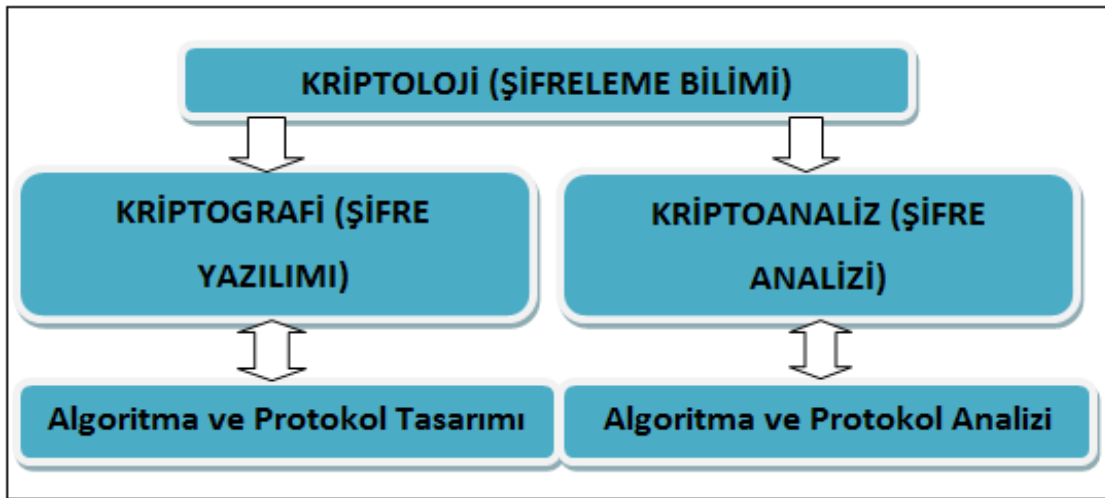 KRİPTOLOJİ (ŞİFRELEME BİLİMİ)
KRİPTOGRAFİ (ŞİFRE
YAZILIMI)
KRİPTOANALİZ (ŞİFRE
ANALİZİ)
Algoritma ve Protokol Tasarımı
Algoritma ve Protokol Analizi